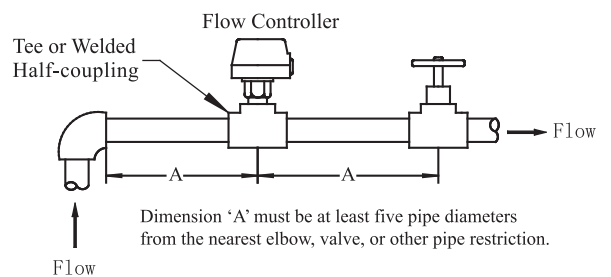 Flow Controller
Tee or Welded
Half-coupling
Flow
A
A
Dimension ‘A’ must be at least five pipe diameters
from the nearest elbow, valve, or other pipe restriction.
Flow